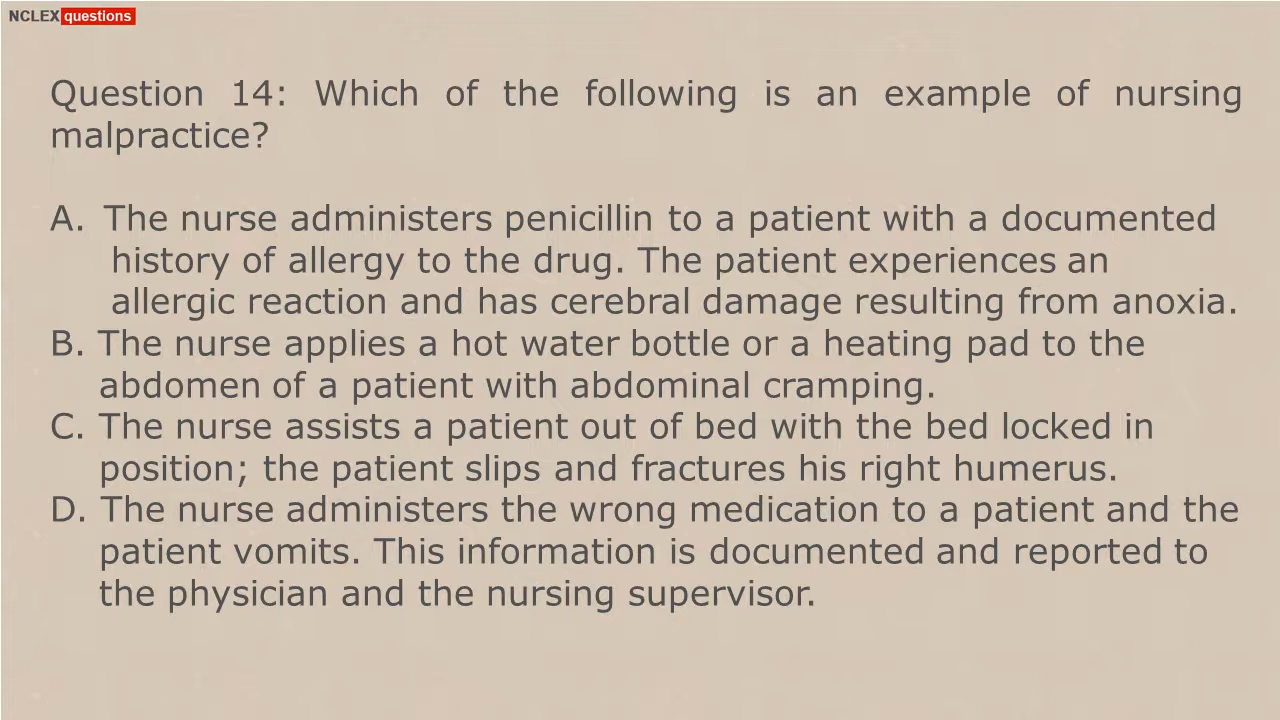 NCLEX questions
Question 14: Which of the following is an example of nursing
malpractice?
A. The nurse administers penicillin to a patient with a documented
history of allergy to the drug. The patient experiences an
allergic reaction and has cerebral damage resulting from anoxia.
B. The nurse applies a hot water bottle or a heating pad to the
abdomen of a patient with abdominal cramping.
C. The nurse assists a patient out of bed with the bed locked in
position; the patient slips and fractures his right humerus.
D. The nurse administers the wrong medication to a patient and the
patient vomits. This information is documented and reported to
the physician and the nursing supervisor.